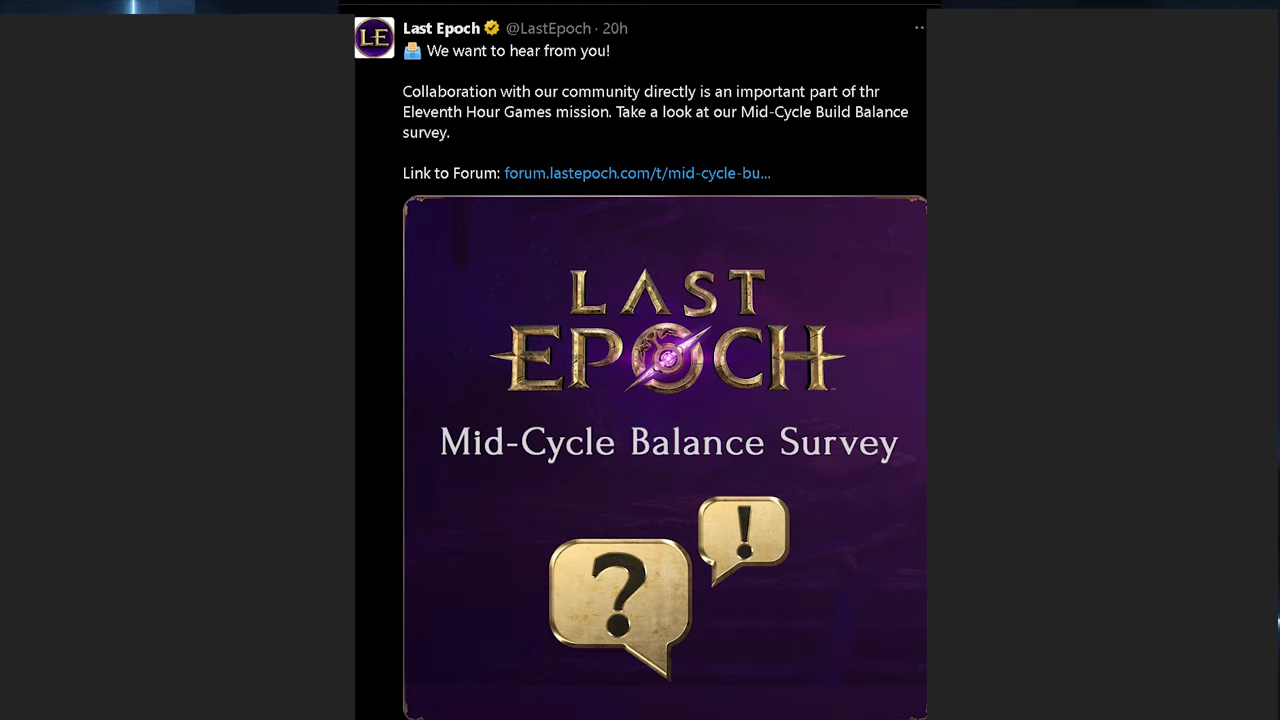 Last Epoch @LastEpoch · 20h
We want to hear from you!
Collaboration with our community directly is an important part of thr
Eleventh Hour Games mission. Take a look at our Mid-Cycle Build Balance
survey.
Link to Forum: forum.lastepoch.com/t/mid-cycle-bu...
LE
LAST
EPOCH
Mid-Cycle Balance Survey
?
!